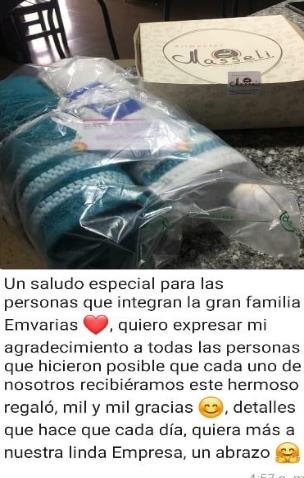 Masseli
Un saludo especial para las
personas que integran la gran familia
Emvarias ❤️, quiero expresar mi
agradecimiento a todas las personas
que hicieron posible que cada uno de
nosotros recibiéramos este hermoso
regaló, mil y mil gracias 😊, detalles
que hace que cada día, quiera más a
nuestra linda Empresa, un abrazo 🤗